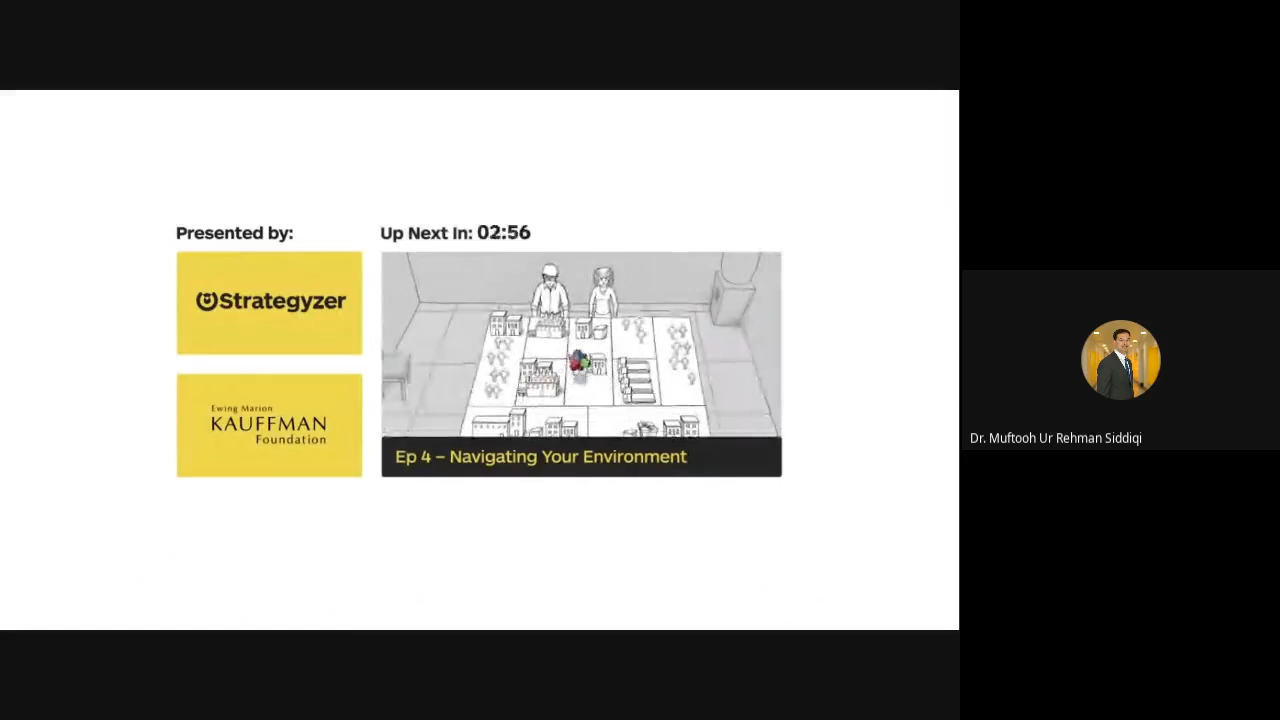 Presented by:
Strategyzer
Ewing Marion
KAUFFMAN
Foundation
Up Next In: 02:56
Ep 4 – Navigating Your Environment
Dr. Muftooh Ur Rehman Siddiqi